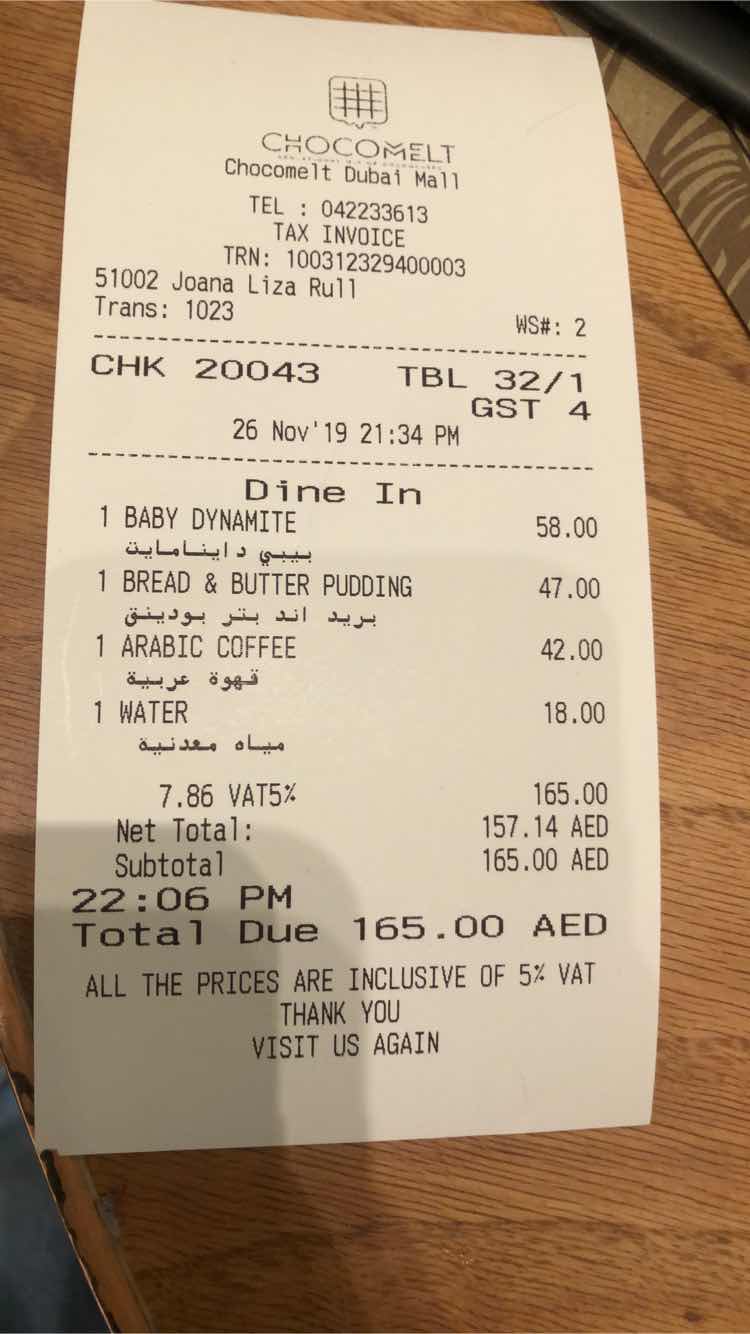 CHOCOMELT
Chocomelt Dubai Mall
TEL : 042233613
TAX INVOICE
TRN: 100312329400003
51002 Joana Liza Rull
Trans: 1023 WS#: 2
CHK 20043 TBL 32/1
GST 4
26 Nov'19 21:34 PM
Dine In
1 BABY DYNAMITE 58.00
بيبي داينامايت
1 BREAD & BUTTER PUDDING 47.00
بريد اند بتر بودينق
1 ARABIC COFFEE 42.00
قهوة عربية
1 WATER 18.00
مياه معدنية
7.86 VAT5% 165.00
Net Total: 157.14 AED
Subtotal 165.00 AED
22:06 PM
Total Due 165.00 AED
ALL THE PRICES ARE INCLUSIVE OF 5% VAT
THANK YOU
VISIT US AGAIN